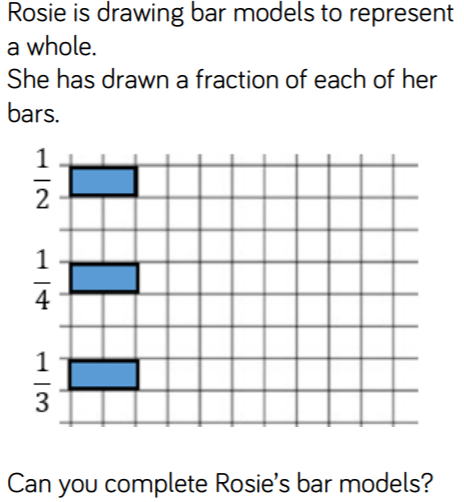 Rosie is drawing bar models to represent
a whole.
She has drawn a fraction of each of her
bars.
1
2
1
4
1
3
Can you complete Rosie's bar models?